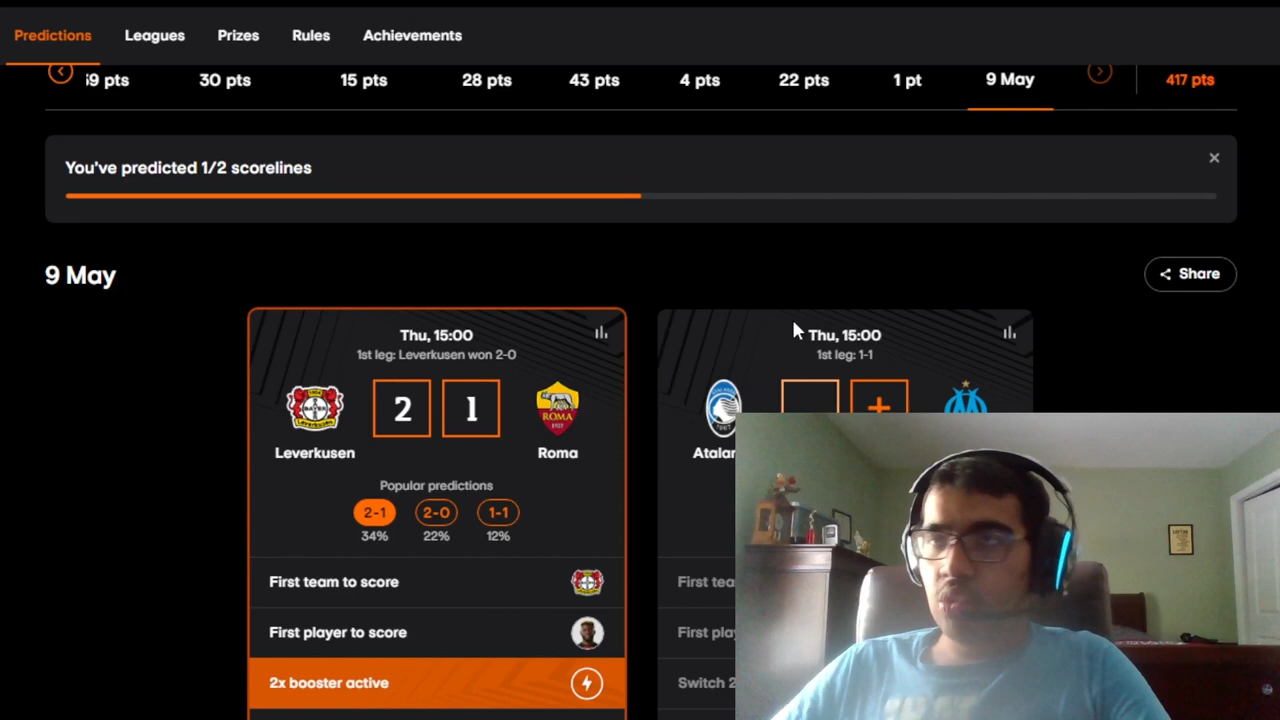 Predictions Leagues Prizes Rules Achievements
59 pts 30 pts 15 pts 28 pts 43 pts 4 pts 22 pts 1 pt 9 May 417 pts
You've predicted 1/2 scorelines
9 May
Share
Thu, 15:00
1st leg: Leverkusen won 2-0
2 1
Leverkusen Roma
Popular predictions
2-1 2-0 1-1
34% 22% 12%
First team to score
First player to score
2x booster active
Thu, 15:00
1st leg: 1-1
+
Atalan
First tea
First play
Switch 2
ROMA